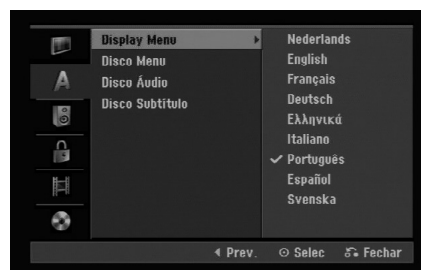 Display Menu
Disco Menu
Disco Áudio
Disco Subtitulo
Nederlands
English
Français
Deutsch
Ελληνικά
Italiano
Português
Español
Svenska
Prev.
Selec
Fechar